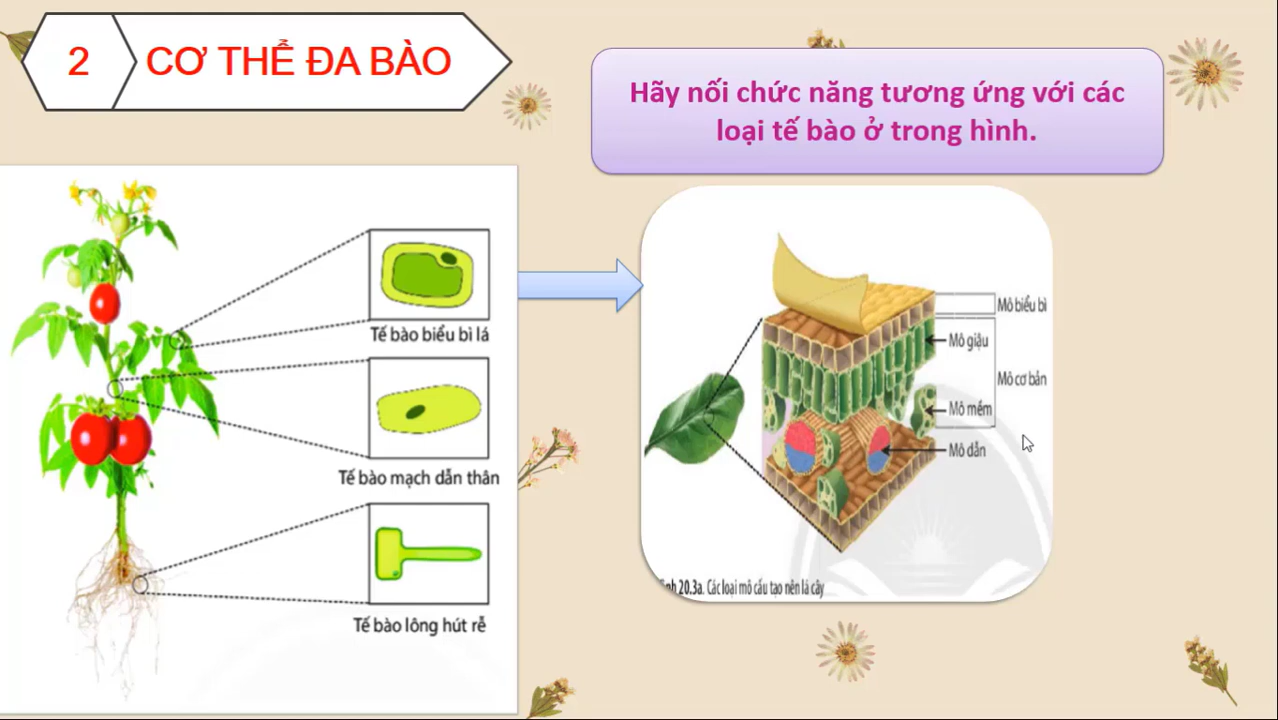 2 CƠ THỂ ĐA BÀO
Hãy nối chức năng tương ứng với các
loại tế bào ở trong hình.
Tế bào biểu bì lá
Tế bào mạch dẫn thân
Tế bào lông hút rễ
Mô biểu bì
Mô giậu
Mô cơ bản
Mô mềm
Mô dẫn
20.3a. Các loại mô cấu tạo nên lá cây